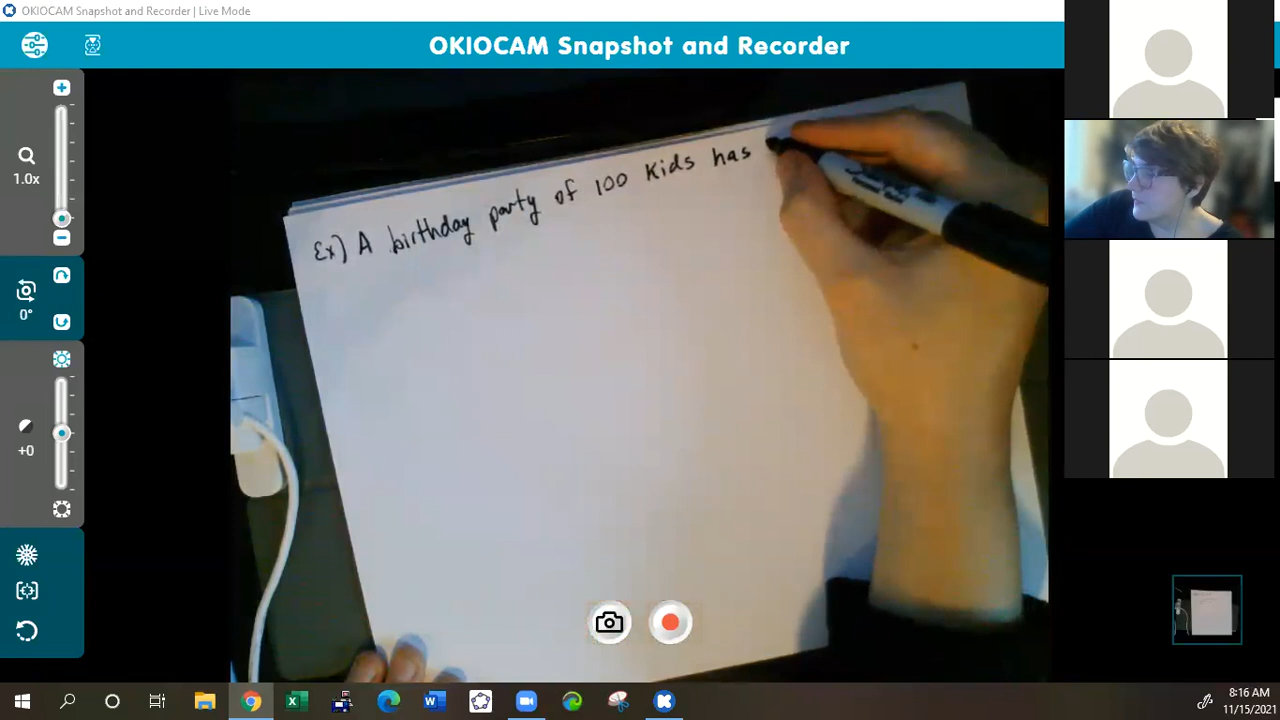 OKIOCAM Snapshot and Recorder | Live Mode
OKIOCAM Snapshot and Recorder
1.0x
0°
+0
Ex) A birthday party of 100 kids has
8:16 AM
11/15/2021